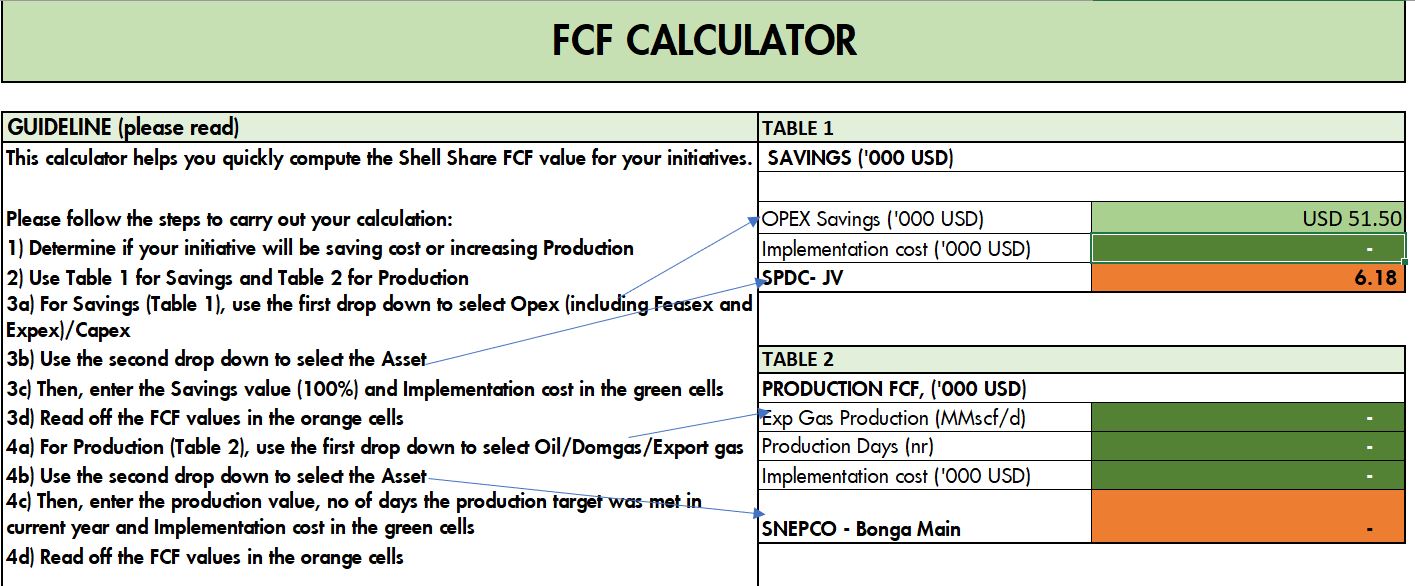 FCF CALCULATOR
GUIDELINE (please read)
This calculator helps you quickly compute the Shell Share FCF value for your initiatives.
Please follow the steps to carry out your calculation:
1) Determine if your initiative will be saving cost or increasing Production
2) Use Table 1 for Savings and Table 2 for Production
3a) For Savings (Table 1), use the first drop down to select Opex (including Feasex and
Expex)/Capex
3b) Use the second drop down to select the Asset
3c) Then, enter the Savings value (100%) and Implementation cost in the green cells
3d) Read off the FCF values in the orange cells
4a) For Production (Table 2), use the first drop down to select Oil/Domgas/Export gas
4b) Use the second drop down to select the Asset
4c) Then, enter the production value, no of days the production target was met in
current year and Implementation cost in the green cells
4d) Read off the FCF values in the orange cells
TABLE 1
SAVINGS ('000 USD)
OPEX Savings ('000 USD) USD 51.50
Implementation cost ('000 USD) -
SPDC- JV 6.18
TABLE 2
PRODUCTION FCF, ('000 USD)
Exp Gas Production (MMscf/d) -
Production Days (nr) -
Implementation cost ('000 USD) -
SNEPCO - Bonga Main -